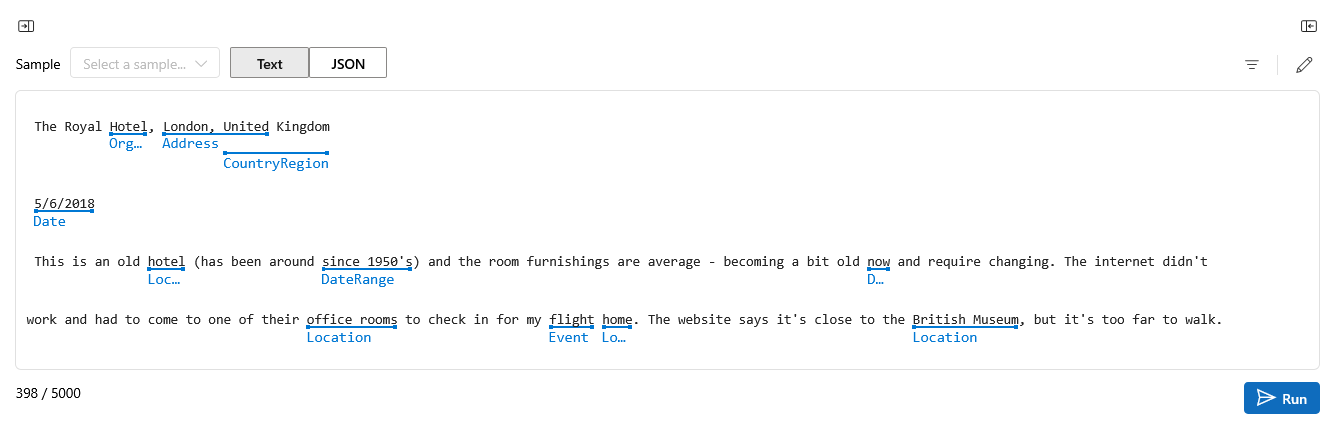 Sample Select a sample... Text JSON
The Royal Hotel, London, United Kingdom
Org... Address
CountryRegion
5/6/2018
Date
This is an old hotel (has been around since 1950's) and the room furnishings are average - becoming a bit old now and require changing. The internet didn't
Loc... DateRange D...
work and had to come to one of their office rooms to check in for my flight home. The website says it's close to the British Museum, but it's too far to walk.
Location Event Lo... Location
398 / 5000
Run